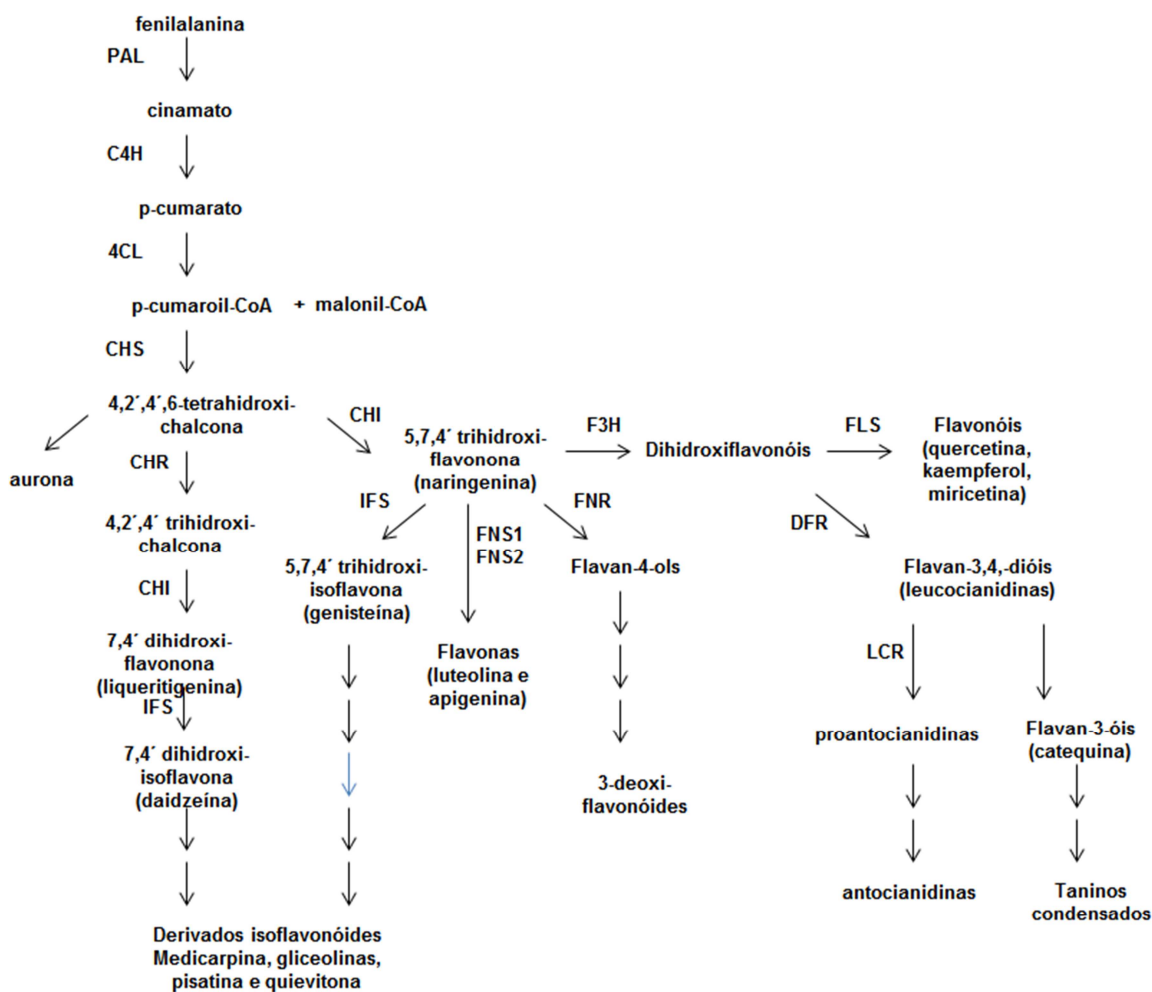 fenilalanina
PAL
cinamato
C4H
p-cumarato
4CL
p-cumaroil-CoA + malonil-CoA
CHS
4,2´,4´,6-tetrahidroxi-
chalcona
aurona
CHR
4,2´,4´ trihidroxi-
chalcona
CHI
7,4´ dihidroxi-
flavonona
(liqueritigenina)
IFS
7,4´ dihidroxi-
isoflavona
(daidzeína)
CHI
5,7,4´ trihidroxi-
flavonona
(naringenina)
IFS
5,7,4´ trihidroxi-
isoflavona
(genisteína)
Derivados isoflavonóides
Medicarpina, gliceolinas,
pisatina e quievitona
FNS1
FNS2
Flavonas
(luteolina e
apigenina)
FNR
Flavan-4-ols
3-deoxi-
flavonóides
F3H
Dihidroxiflavonóis
FLS
Flavonóis
(quercetina,
kaempferol,
miricetina)
DFR
Flavan-3,4,-dióis
(leucocianidinas)
LCR
proantocianidinas
antocianidinas
Flavan-3-óis
(catequina)
Taninos
condensados